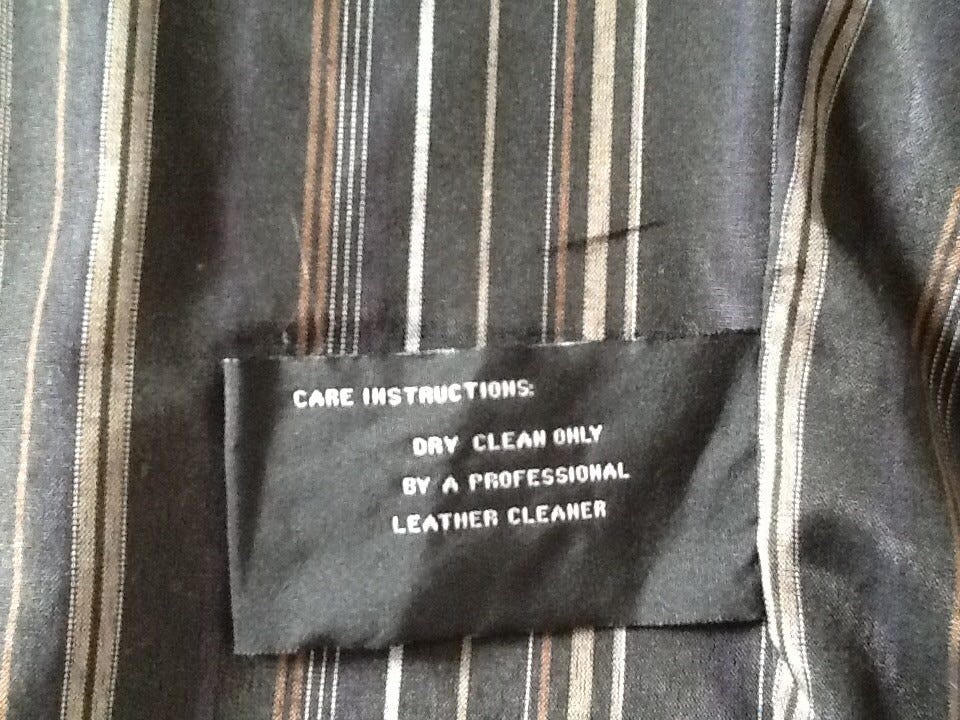 CARE INSTRUCTIONS:
DRY CLEAN ONLY
BY A PROFESSIONAL
LEATHER CLEANER